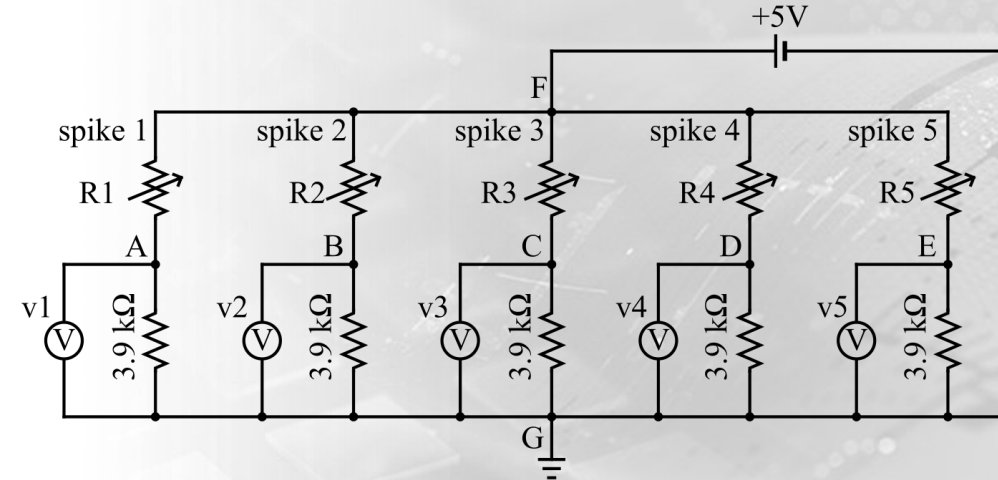 +5V
F
spike 1 spike 2 spike 3 spike 4 spike 5
R1 R2 R3 R4 R5
A B C D E
v1 v2 v3 v4 v5
V V V V V
3.9 kΩ 3.9 kΩ 3.9 kΩ 3.9 kΩ 3.9 kΩ
G